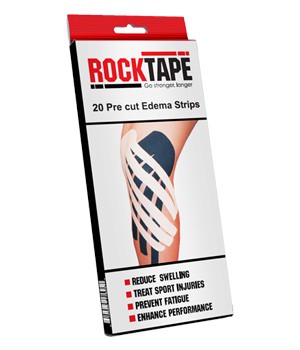 ROCKTAPE
Go stronger, longer
20 Pre cut Edema Strips
REDUCE SWELLING
TREAT SPORT INJURIES
PREVENT FATIGUE
ENHANCE PERFORMANCE